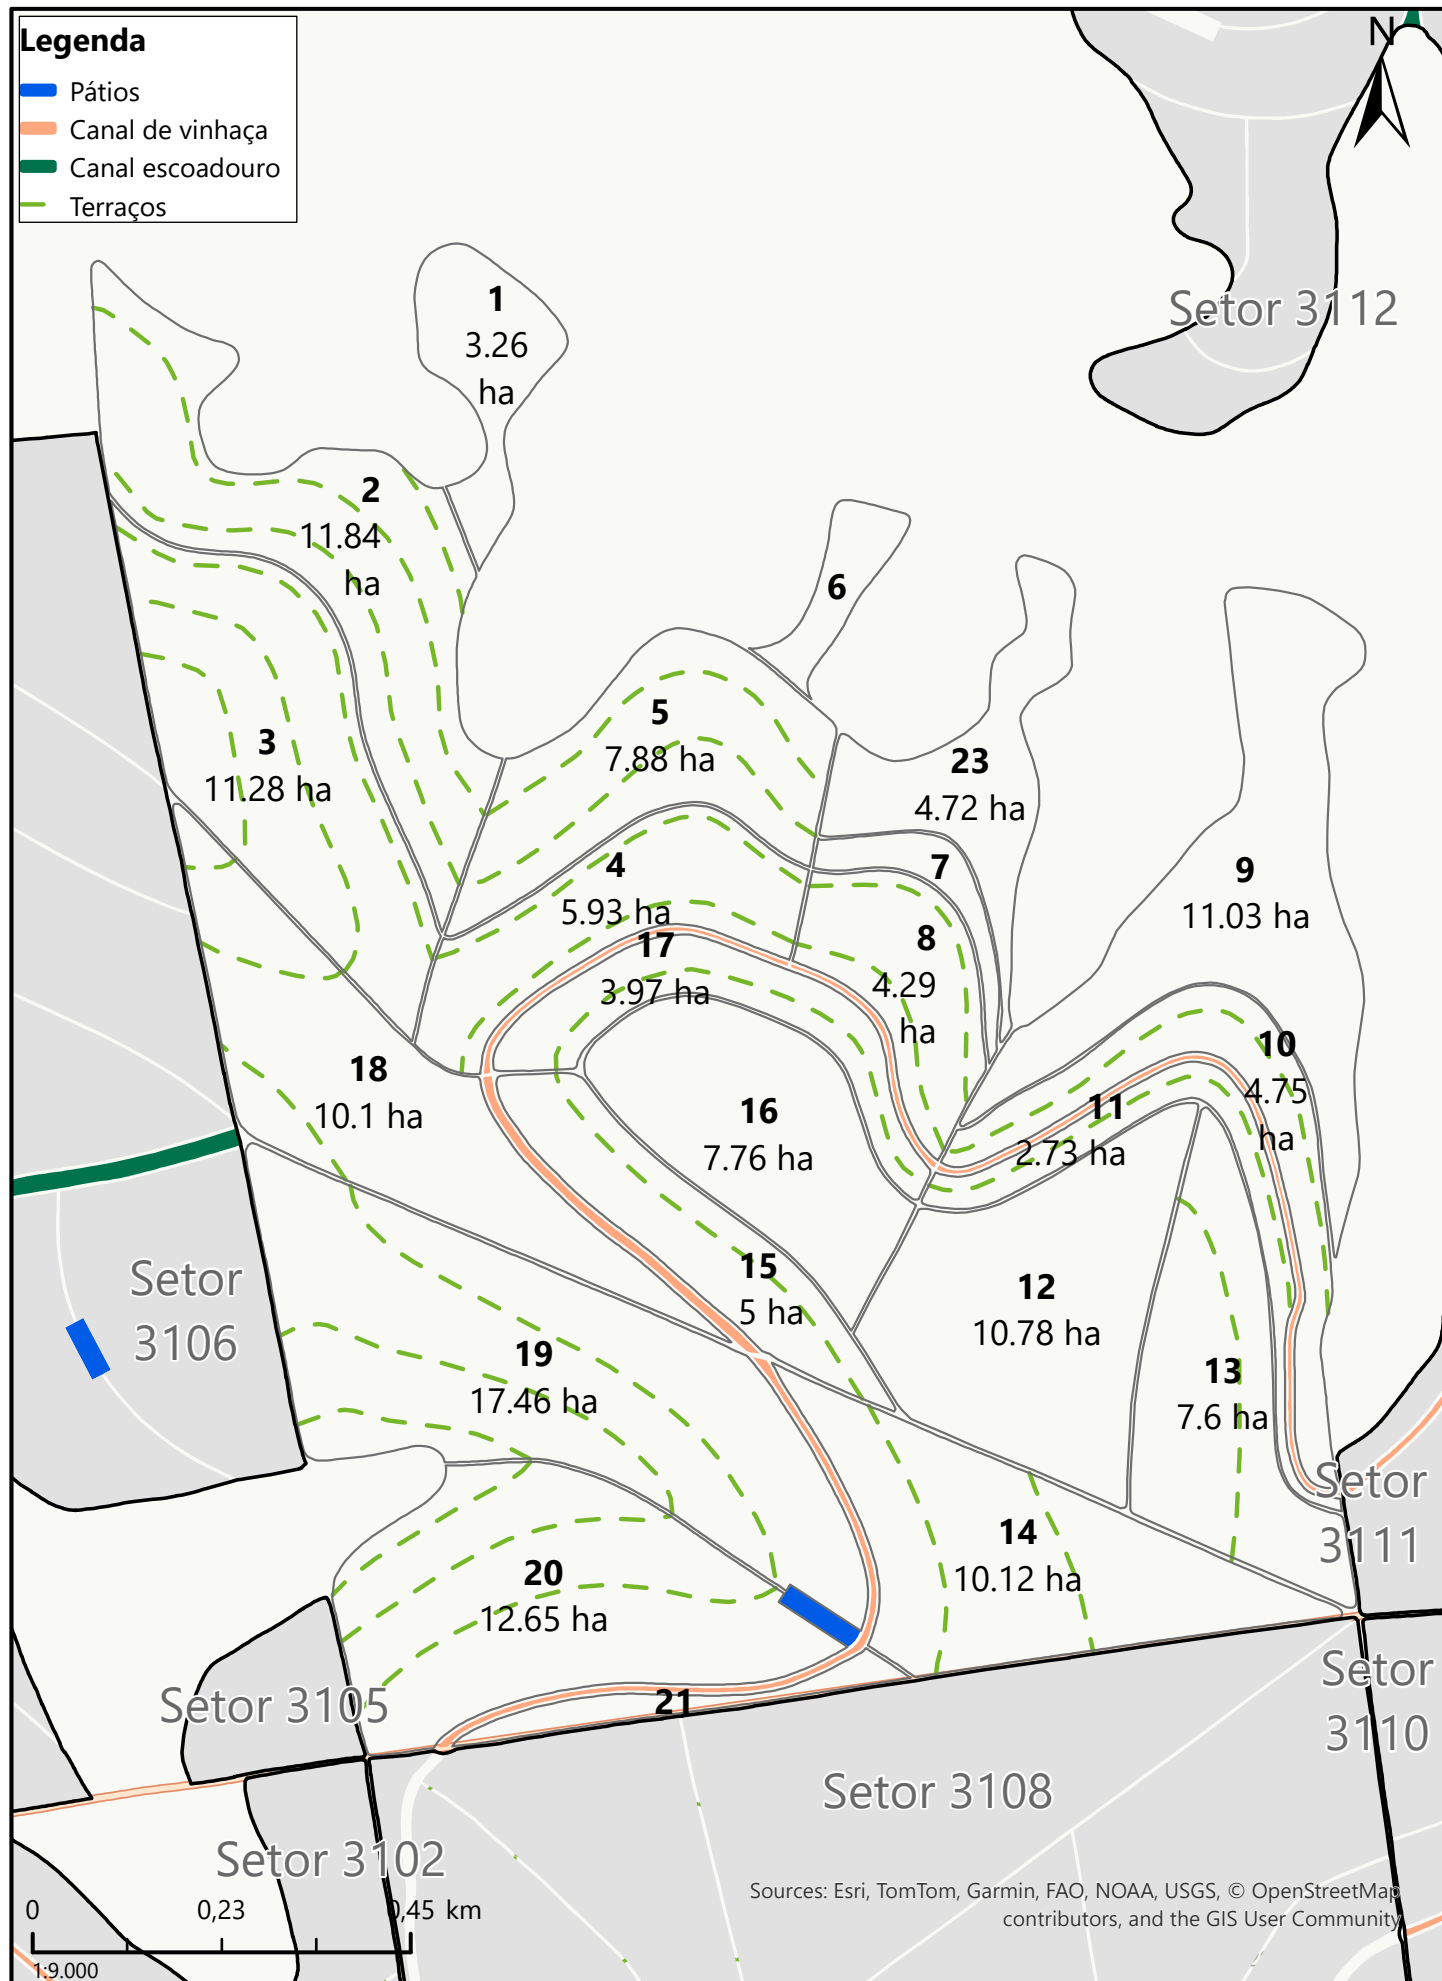 Legenda
Pátios
Canal de vinhaça
Canal escoadouro
Terraços
N
Setor 3112
1
3.26
ha
2
11.84
ha
6
3
11.28 ha
5
7.88 ha
23
4.72 ha
4
5.93 ha
7
9
11.03 ha
17
3.97 ha
8
4.29
ha
10
4.75
ha
18
10.1 ha
16
7.76 ha
11
2.73 ha
15
5 ha
12
10.78 ha
Setor
3106
19
17.46 ha
13
7.6 ha
Setor
3111
14
10.12 ha
20
12.65 ha
21
Setor 3105
Setor
3110
Setor 3108
Setor 3102
0
0,23
0,45 km
1:9.000
Sources: Esri, TomTom, Garmin, FAO, NOAA, USGS, © OpenStreetMap
contributors, and the GIS User Community